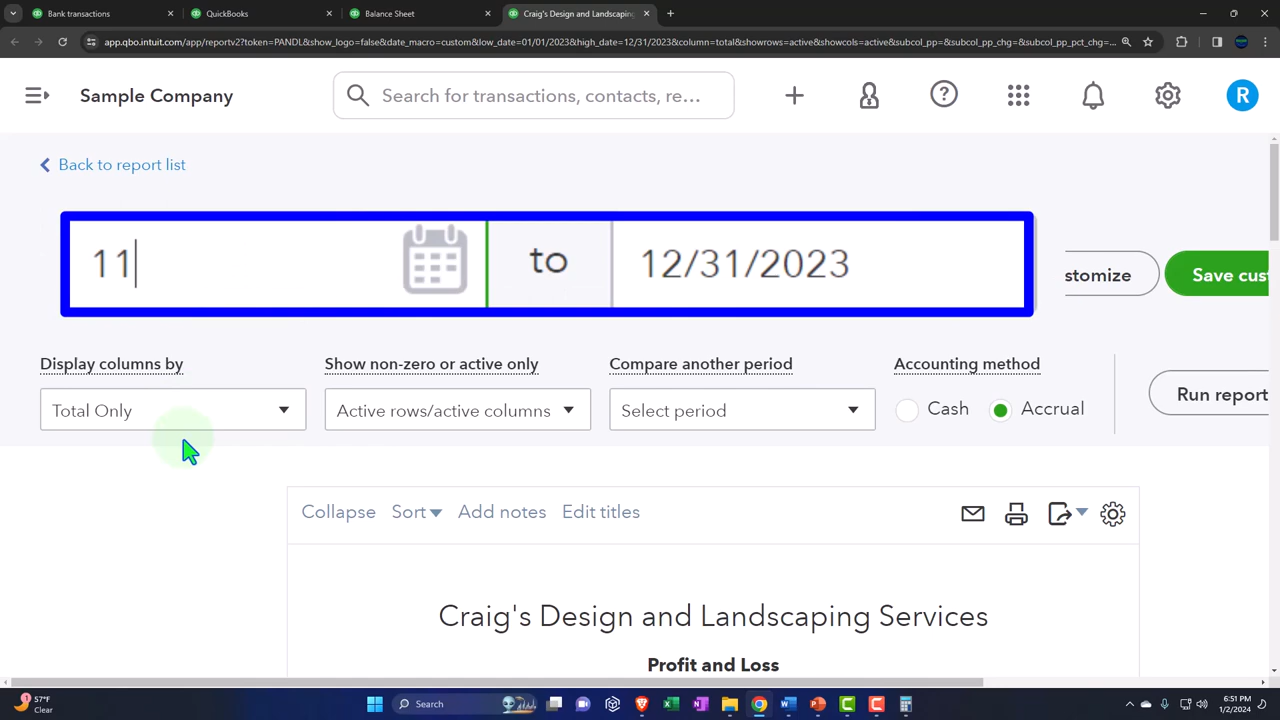 Bank transactions
QuickBooks
Balance Sheet
Craig's Design and Landscaping
app.qbo.intuit.com/app/reportv2?token=PANDL&show_logo=false&date_macro=custom&low_date=01/01/2023&high_date=12/31/2023&column=total&showrows=active&showcols=active&subcol_pp=&subcol_pp_chg=&subcol_pp_pct_chg=...
Sample Company
Search for transactions, contacts, re...
R
Back to report list
11
to
12/31/2023
stomize
Save cus
Display columns by
Show non-zero or active only
Compare another period
Accounting method
Total Only
Active rows/active columns
Select period
Cash
Accrual
Run report
Collapse
Sort
Add notes
Edit titles
Craig's Design and Landscaping Services
Profit and Loss
1
57°F
Clear
Search
6:51 PM
1/2/2024